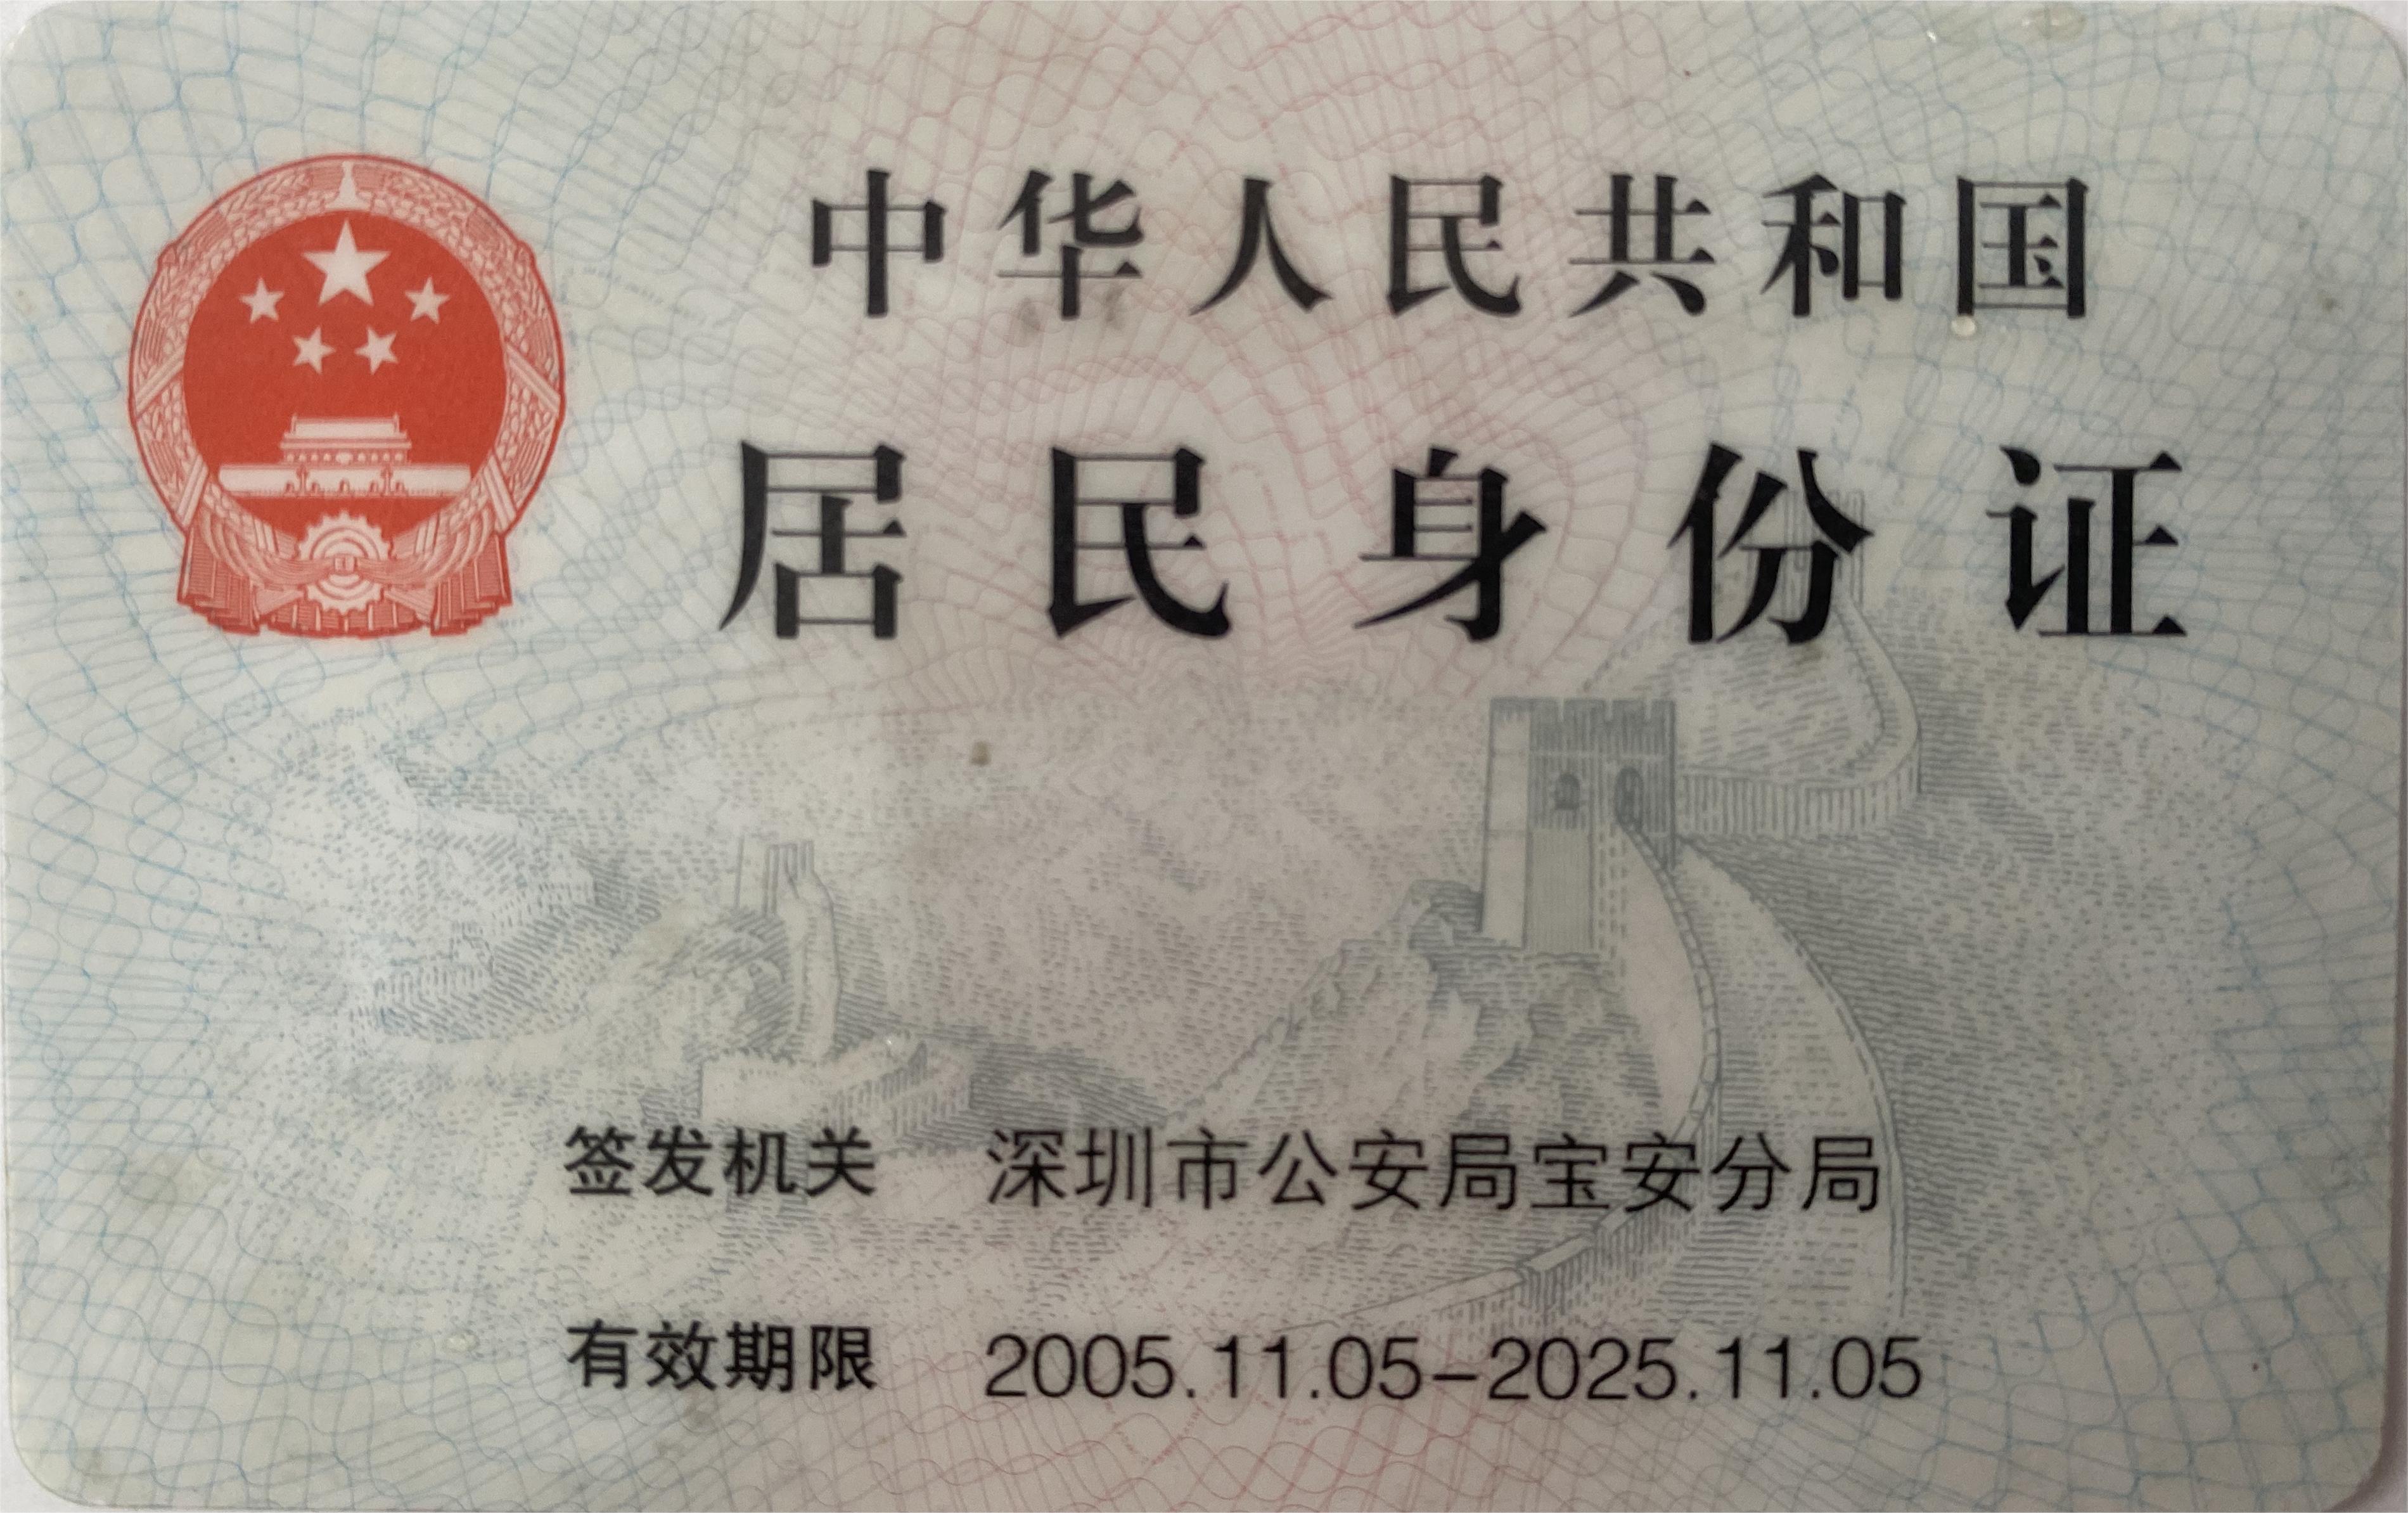 中华人民共和国
居民身份证
签发机关 深圳市公安局宝安分局
有效期限 2005.11.05-2025.11.05